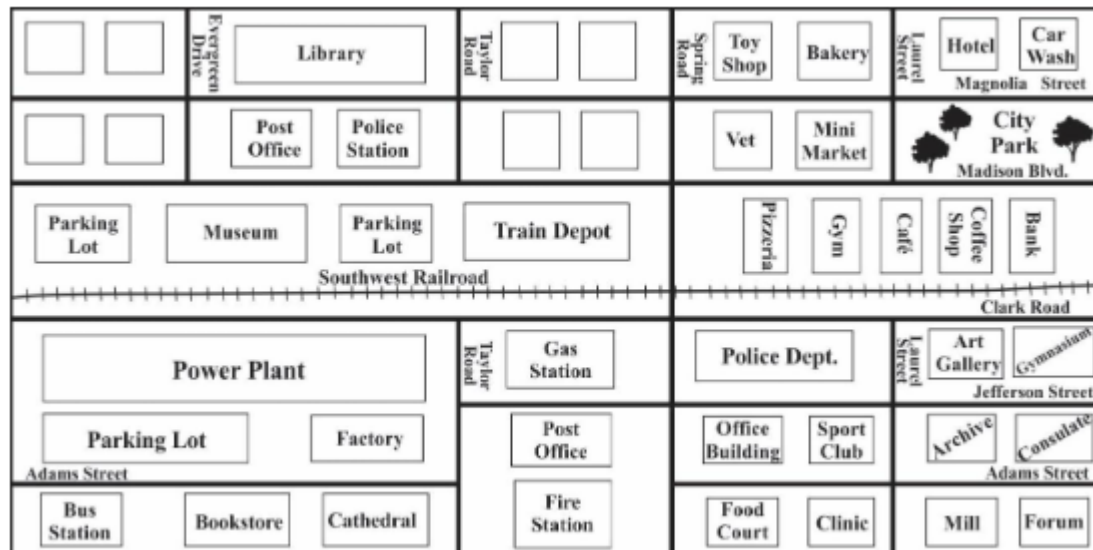 Evergreen
Drive
Library
Taylor
Road
Spring
Road
Toy
Shop
Bakery
Laurel
Street
Hotel
Car
Wash
Magnolia Street
Post
Office
Police
Station
Vet
Mini
Market
City
Park
Madison Blvd.
Parking
Lot
Museum
Parking
Lot
Train Depot
Pizzeria
Gym
Café
Coffee
Shop
Bank
Southwest Railroad
Clark Road
Power Plant
Taylor
Road
Gas
Station
Police Dept.
Laurel
Street
Art
Gallery
Gymnasium
Jefferson Street
Parking Lot
Factory
Post
Office
Office
Building
Sport
Club
Archive
Consulate
Adams Street
Adams Street
Bus
Station
Bookstore
Cathedral
Fire
Station
Food
Court
Clinic
Mill
Forum